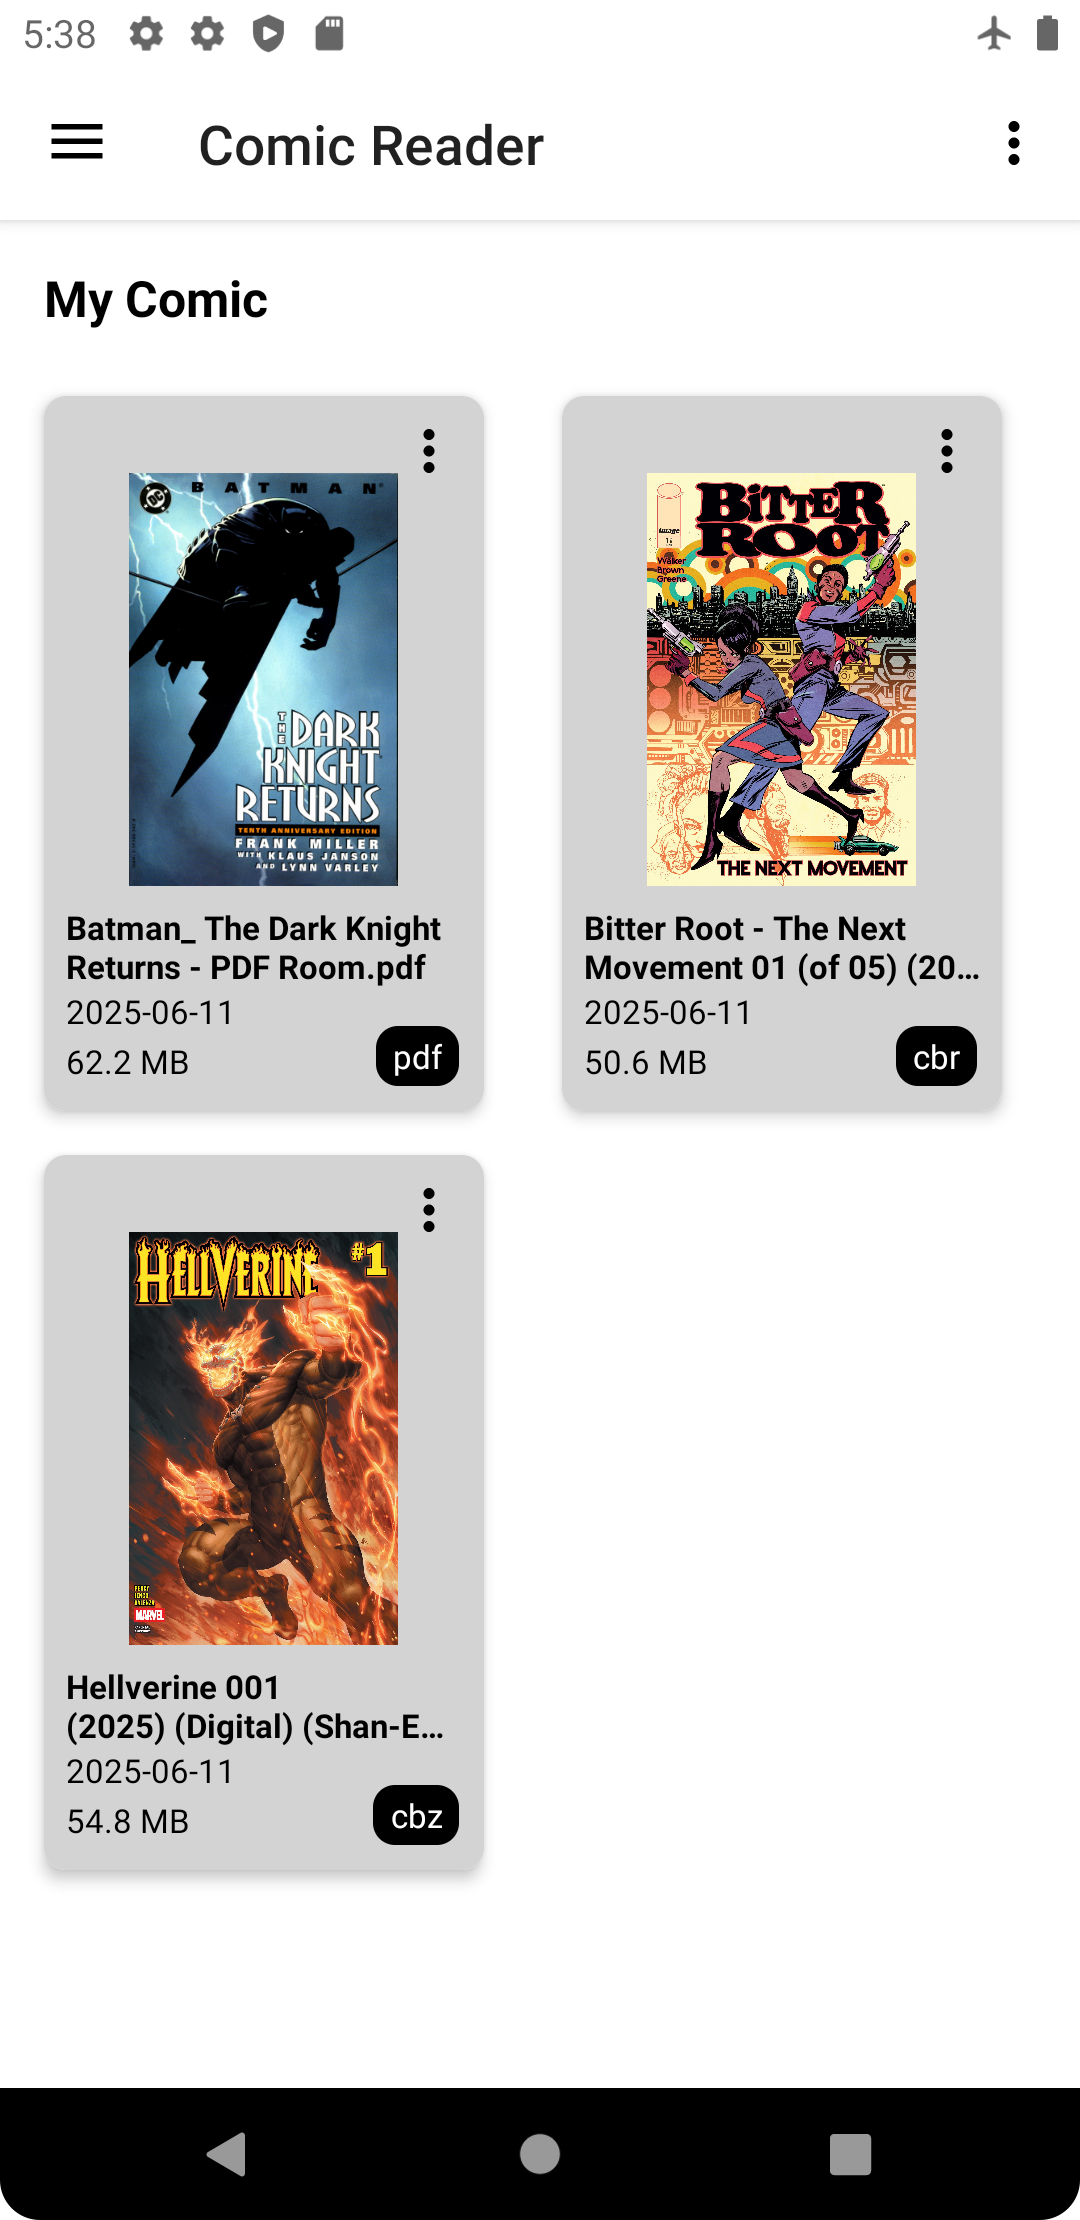 5:38
Comic Reader
My Comic
DC
BATMAN
THE
DARK
KNIGHT
RETURNS
TENTH ANNIVERSARY EDITION
FRANK MILLER
WITH KLAUS JANSON
AND LYNN VARLEY
Batman_ The Dark Knight
Returns - PDF Room.pdf
2025-06-11
62.2 MB
pdf
BITTER
ROOT
image
Walker
Brown
Greene
THE NEXT MOVEMENT
Bitter Root - The Next
Movement 01 (of 05) (20...
2025-06-11
50.6 MB
cbr
HELLVERINE
#1
PERCY
MARVEL
Hellverine 001
(2025) (Digital) (Shan-E...
2025-06-11
54.8 MB
cbz